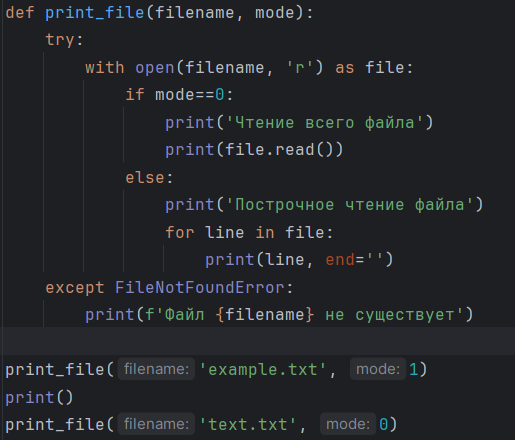 def print_file(filename, mode):
    try:
        with open(filename, 'r') as file:
            if mode==0:
                print('Чтение всего файла')
                print(file.read())
            else:
                print('Построчное чтение файла')
                for line in file:
                    print(line, end='')
    except FileNotFoundError:
        print(f'Файл {filename} не существует')

print_file( filename: 'example.txt', mode: 1)
print()
print_file( filename: 'text.txt', mode: 0)